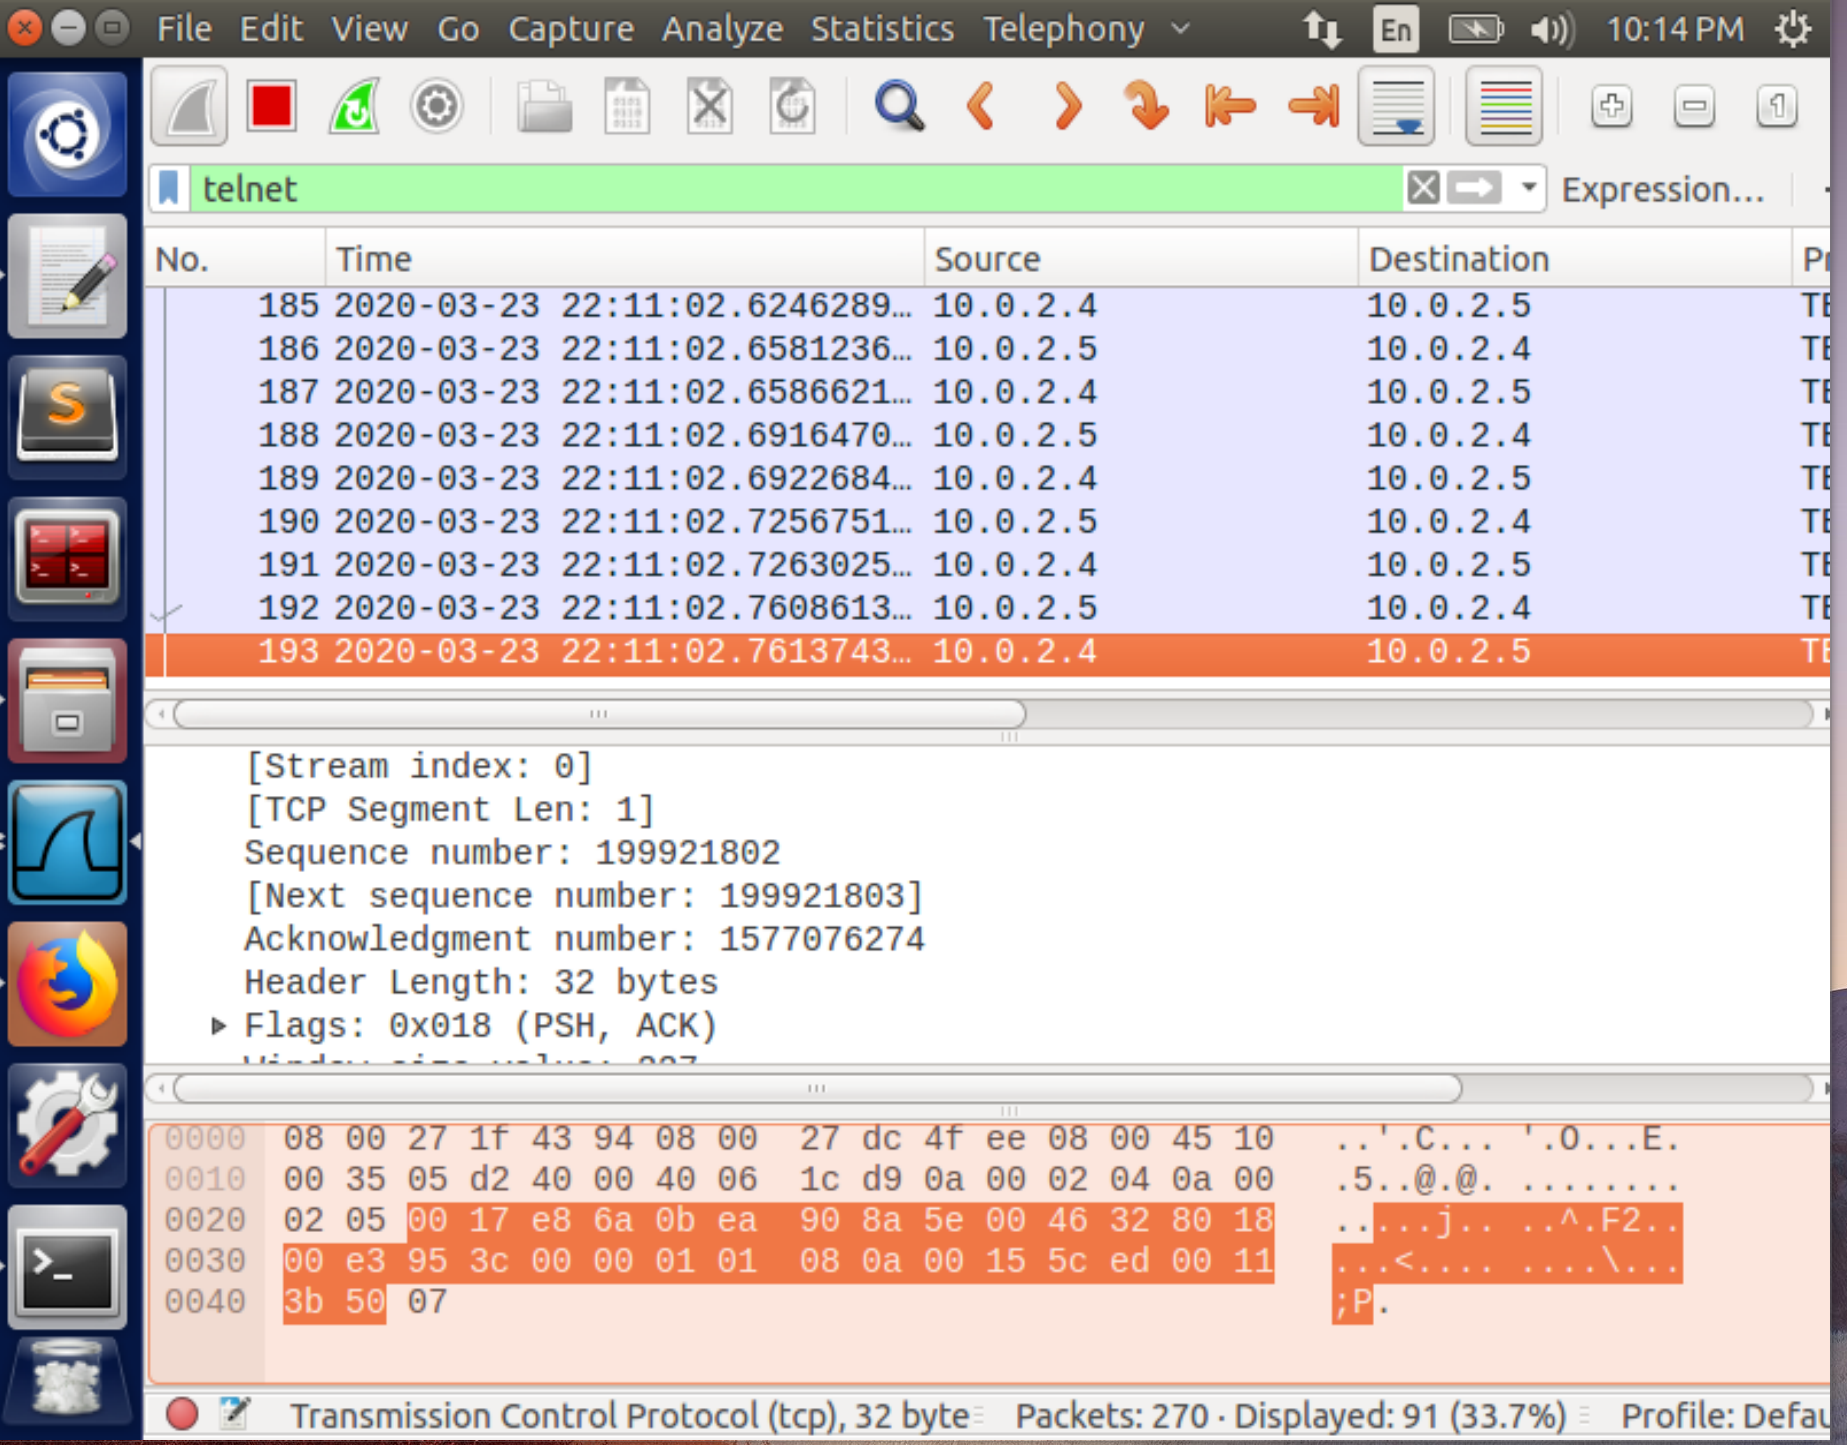 File Edit View Go Capture Analyze Statistics Telephony En 10:14 PM
telnet Expression…
No. Time Source Destination
185 2020-03-23 22:11:02.6246289… 10.0.2.4 10.0.2.5
186 2020-03-23 22:11:02.6581236… 10.0.2.5 10.0.2.4
187 2020-03-23 22:11:02.6586621… 10.0.2.4 10.0.2.5
188 2020-03-23 22:11:02.6916470… 10.0.2.5 10.0.2.4
189 2020-03-23 22:11:02.6922684… 10.0.2.4 10.0.2.5
190 2020-03-23 22:11:02.7256751… 10.0.2.5 10.0.2.4
191 2020-03-23 22:11:02.7263025… 10.0.2.4 10.0.2.5
192 2020-03-23 22:11:02.7608613… 10.0.2.5 10.0.2.4
193 2020-03-23 22:11:02.7613743… 10.0.2.4 10.0.2.5
[Stream index: 0]
[TCP Segment Len: 1]
Sequence number: 199921802
[Next sequence number: 199921803]
Acknowledgment number: 1577076274
Header Length: 32 bytes
Flags: 0x018 (PSH, ACK)
0000 08 00 27 1f 43 94 08 00 27 dc 4f ee 08 00 45 10 ..'.C... '.O...E.
0010 00 35 05 d2 40 00 40 06 1c d9 0a 00 02 04 0a 00 .5..@.@. ........
0020 02 05 00 17 e8 6a 0b ea 90 8a 5e 00 46 32 80 18 .....j.. ..^.F2..
0030 00 e3 95 3c 00 00 01 01 08 0a 00 15 5c ed 00 11 ...<.... ....\...
0040 3b 50 07 ;P.
Transmission Control Protocol (tcp), 32 byte Packets: 270 · Displayed: 91 (33.7%) Profile: Defau